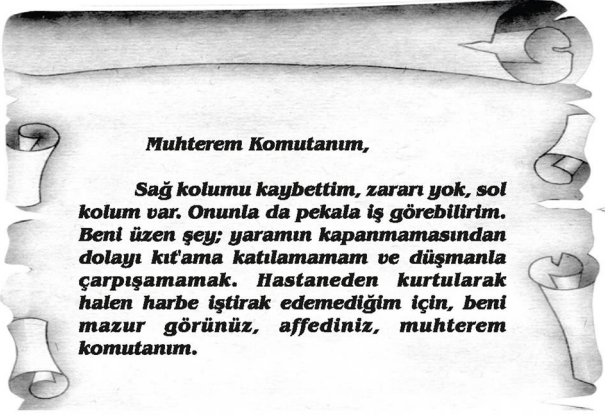 Muhterem Komutanım,
Sağ kolumu kaybettim, zararı yok, sol
kolum var. Onunla da pekala iş görebilirim.
Beni üzen şey; yaramın kapanmamasından
dolayı kıt'ama katılamamam ve düşmanla
çarpışamamak. Hastaneden kurtularak
halen harbe iştirak edemediğim için, beni
mazur görünüz, affediniz, muhterem
komutanım.